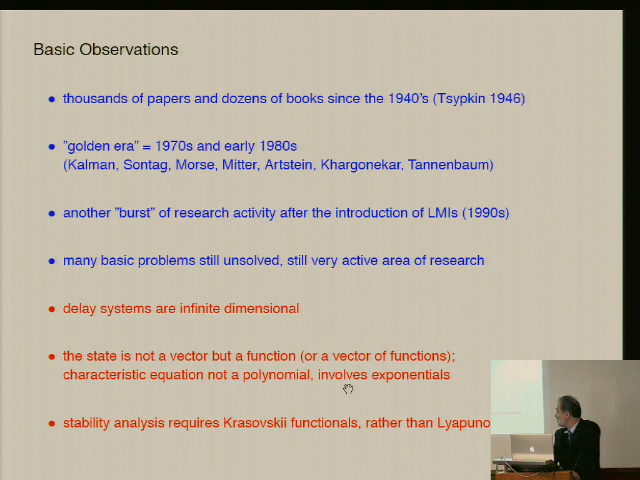 Basic Observations
• thousands of papers and dozens of books since the 1940's (Tsypkin 1946)
• "golden era" = 1970s and early 1980s
(Kalman, Sontag, Morse, Mitter, Artstein, Khargonekar, Tannenbaum)
• another "burst" of research activity after the introduction of LMIs (1990s)
• many basic problems still unsolved, still very active area of research
• delay systems are infinite dimensional
• the state is not a vector but a function (or a vector of functions);
characteristic equation not a polynomial, involves exponentials
• stability analysis requires Krasovskii functionals, rather than